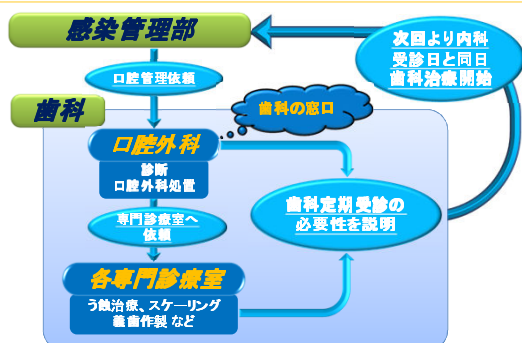 感染管理部
次回より内科
受診日と同日
歯科治療開始
口腔管理依頼
歯科
歯科の窓口
口腔外科
診断
口腔外科処置
専門診療室へ
依頼
歯科定期受診の
必要性を説明
各専門診療室
う蝕治療、スケーリング
義歯作製 など